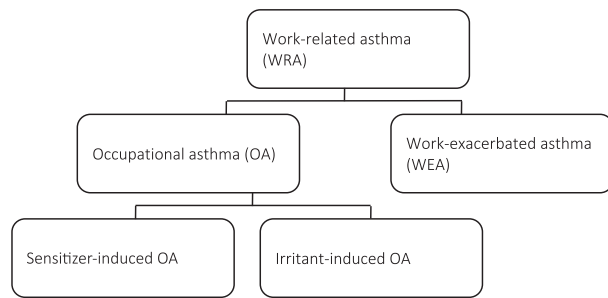 Work-related asthma
(WRA)
Occupational asthma (OA)
Work-exacerbated asthma
(WEA)
Sensitizer-induced OA
Irritant-induced OA